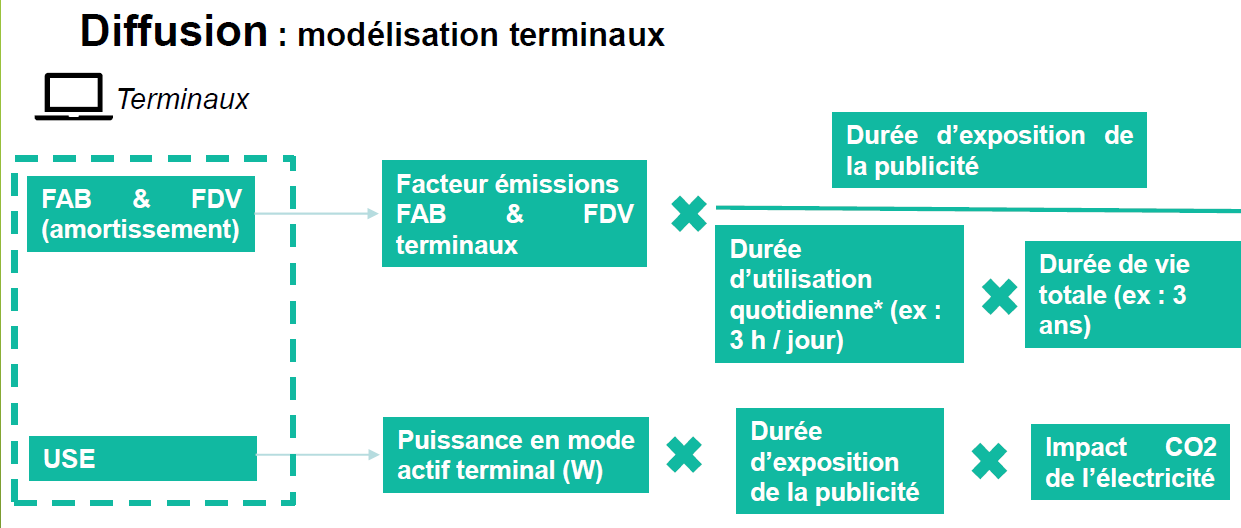 Diffusion : modélisation terminaux
Terminaux
Durée d’exposition de
la publicité
FAB & FDV
(amortissement)
Facteur émissions
FAB & FDV
terminaux
Durée
d’utilisation
quotidienne* (ex :
3 h / jour)
Durée de vie
totale (ex : 3
ans)
USE
Puissance en mode
actif terminal (W)
Durée
d’exposition
de la publicité
Impact CO2
de l’électricité